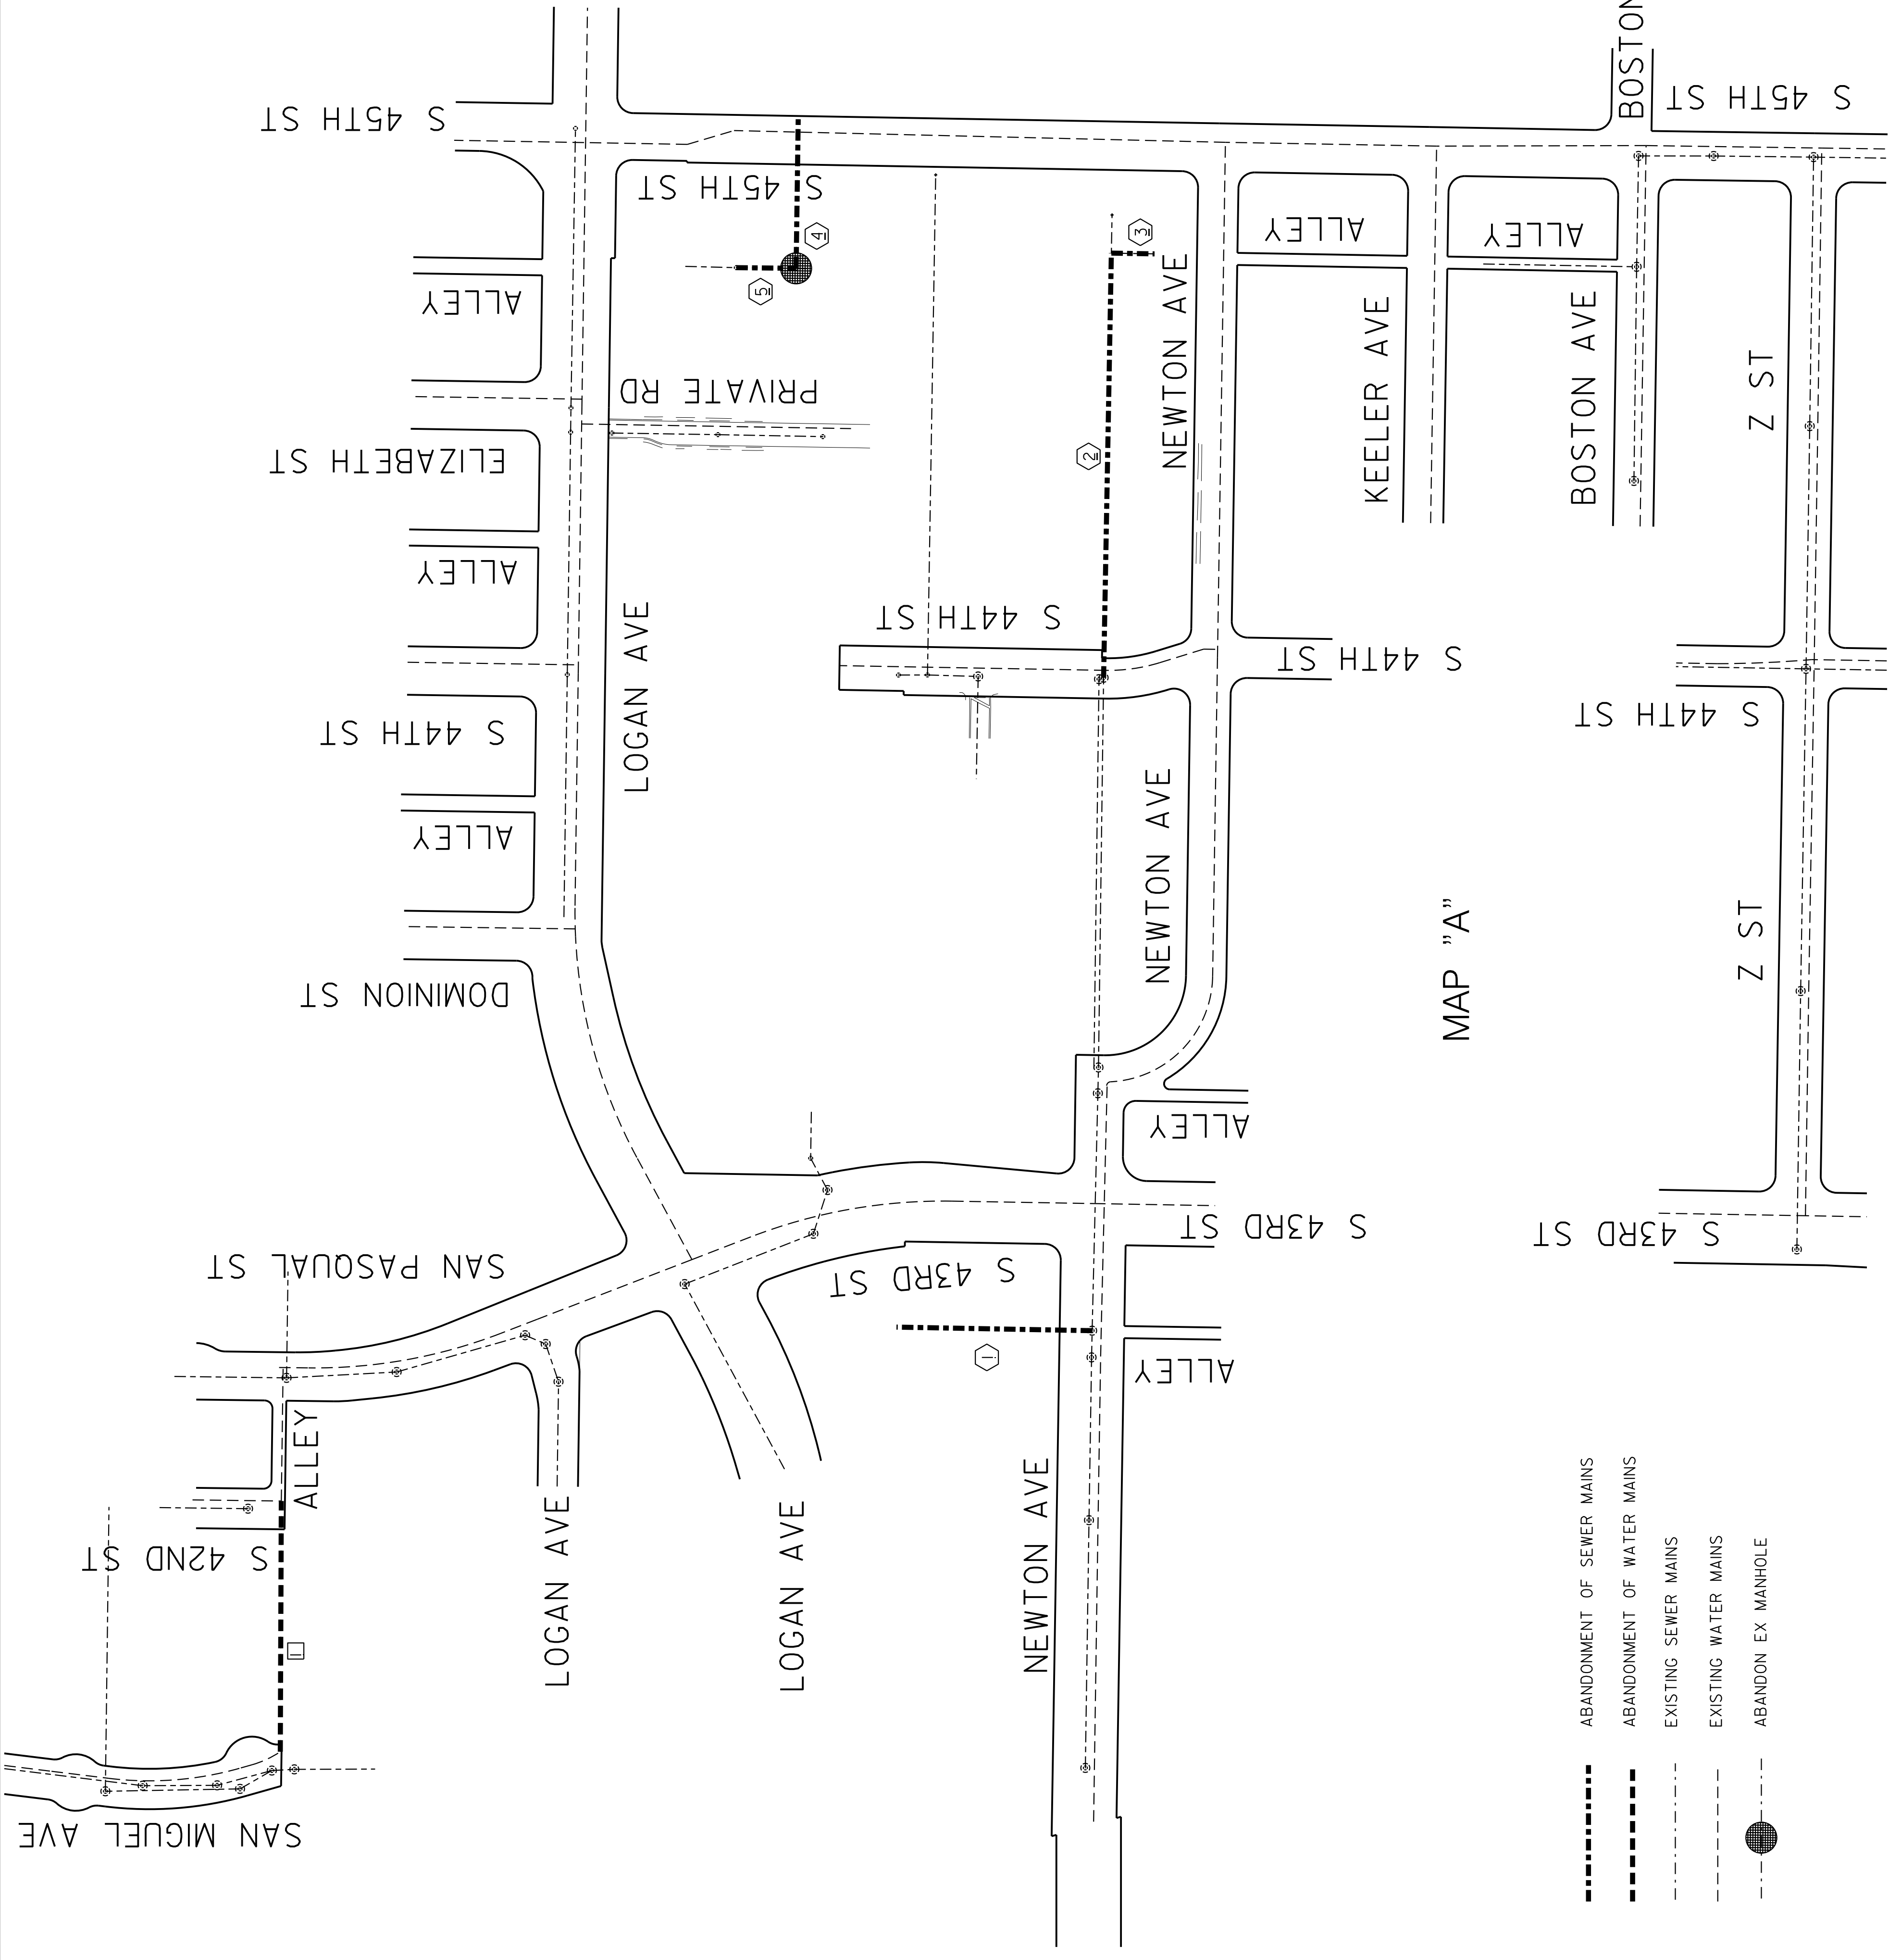 BOSTON
S 45TH ST
S 45TH ST
S 45TH ST
4
5
3
ALLEY
ALLEY
ALLEY
NEWTON AVE
KEELER AVE
BOSTON AVE
Z ST
PRIVATE RD
2
ELIZABETH ST
ALLEY
LOGAN AVE
S 44TH ST
S 44TH ST
S 44TH ST
S 44TH ST
ALLEY
NEWTON AVE
MAP "A"
Z ST
DOMINION ST
ALLEY
SAN PASQUAL ST
S 43RD ST
S 43RD ST
S 43RD ST
1
ALLEY
ALLEY
S 42ND ST
LOGAN AVE
LOGAN AVE
NEWTON AVE
1
SAN MIGUEL AVE
ABANDONMENT OF SEWER MAINS
ABANDONMENT OF WATER MAINS
EXISTING SEWER MAINS
EXISTING WATER MAINS
ABANDON EX MANHOLE